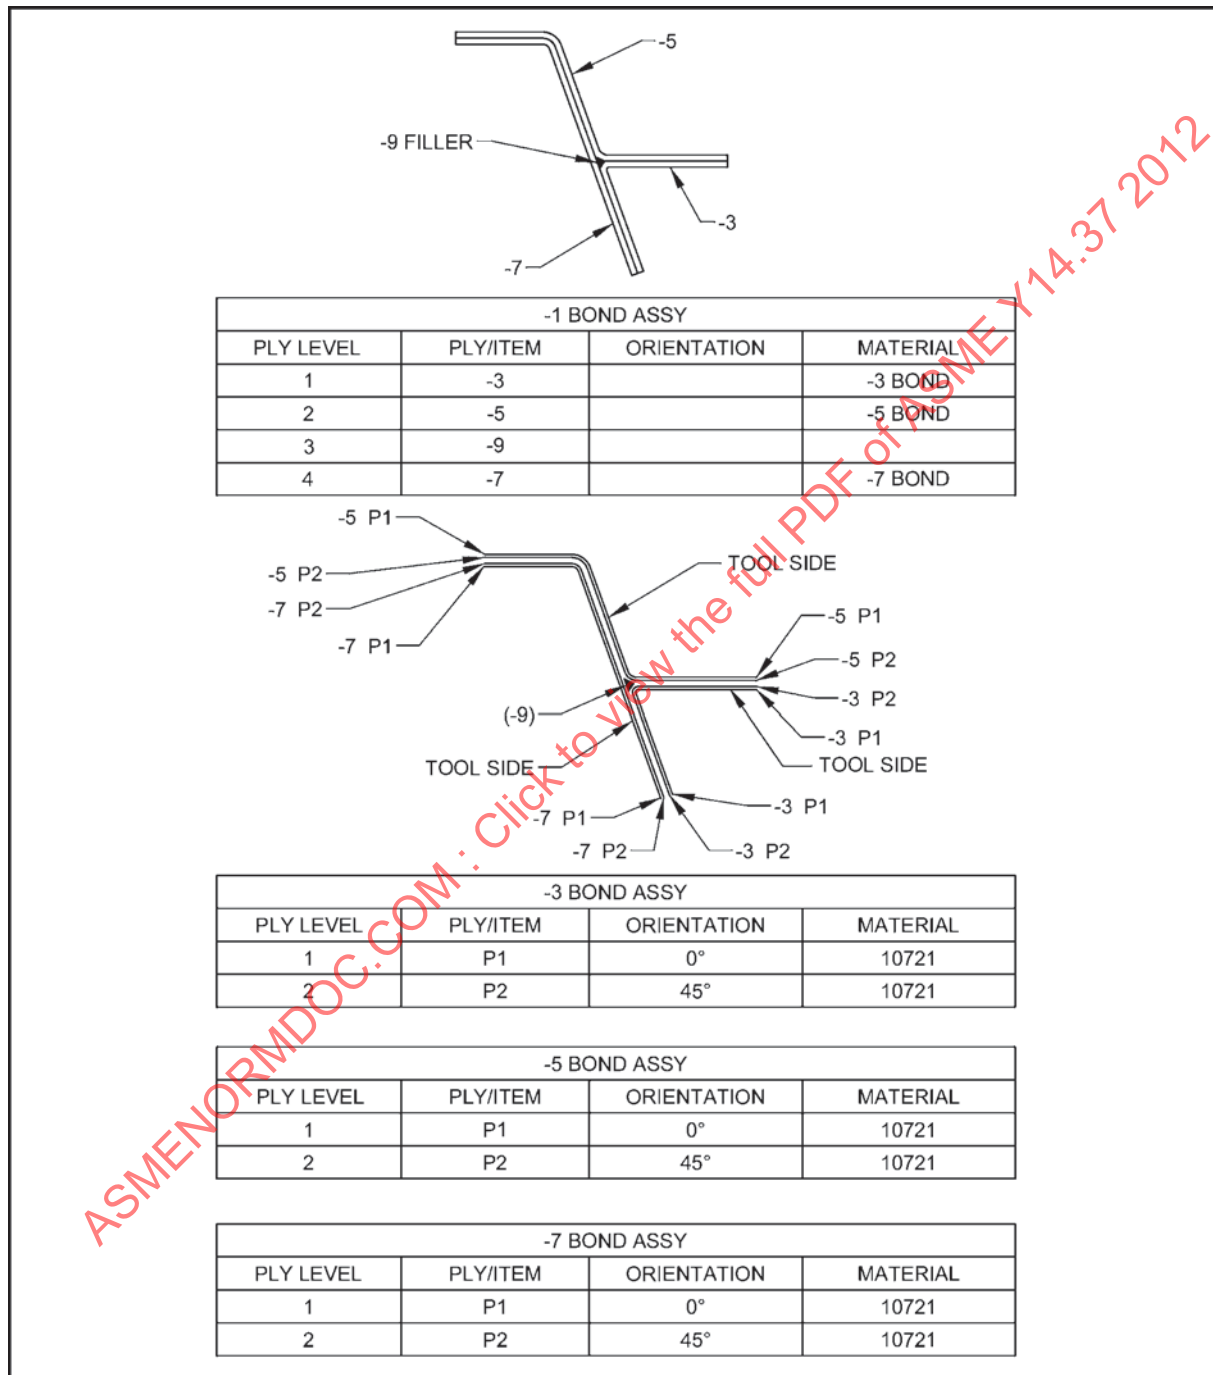 -5
-9 FILLER
-3
-7
-1 BOND ASSY
PLY LEVEL PLY/ITEM ORIENTATION MATERIAL
1 -3 -3 BOND
2 -5 -5 BOND
3 -9
4 -7 -7 BOND
-5 P1
-5 P2
-7 P2
-7 P1
TOOL SIDE
-5 P1
-5 P2
-3 P2
-3 P1
TOOL SIDE
(-9)
TOOL SIDE
-7 P1
-7 P2
-3 P1
-3 P2
-3 BOND ASSY
PLY LEVEL PLY/ITEM ORIENTATION MATERIAL
1 P1 0° 10721
2 P2 45° 10721
-5 BOND ASSY
PLY LEVEL PLY/ITEM ORIENTATION MATERIAL
1 P1 0° 10721
2 P2 45° 10721
-7 BOND ASSY
PLY LEVEL PLY/ITEM ORIENTATION MATERIAL
1 P1 0° 10721
2 P2 45° 10721
ASMENORMDOC.COM : Click to view the full PDF of ASME Y14.37 2012